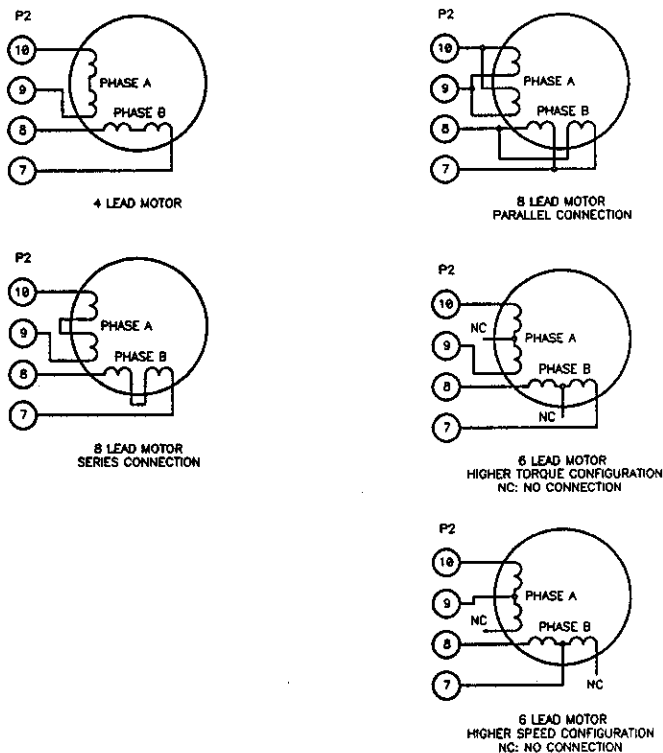 P2
10
PHASE A
9
PHASE B
8
7
4 LEAD MOTOR
P2
10
PHASE A
9
PHASE B
8
7
8 LEAD MOTOR
PARALLEL CONNECTION
P2
10
PHASE A
9
PHASE B
8
7
8 LEAD MOTOR
SERIES CONNECTION
P2
10
NC
PHASE A
9
PHASE B
8
NC
7
6 LEAD MOTOR
HIGHER TORQUE CONFIGURATION
NC: NO CONNECTION
P2
10
PHASE A
9
NC
PHASE B
8
7
NC
6 LEAD MOTOR
HIGHER SPEED CONFIGURATION
NC: NO CONNECTION